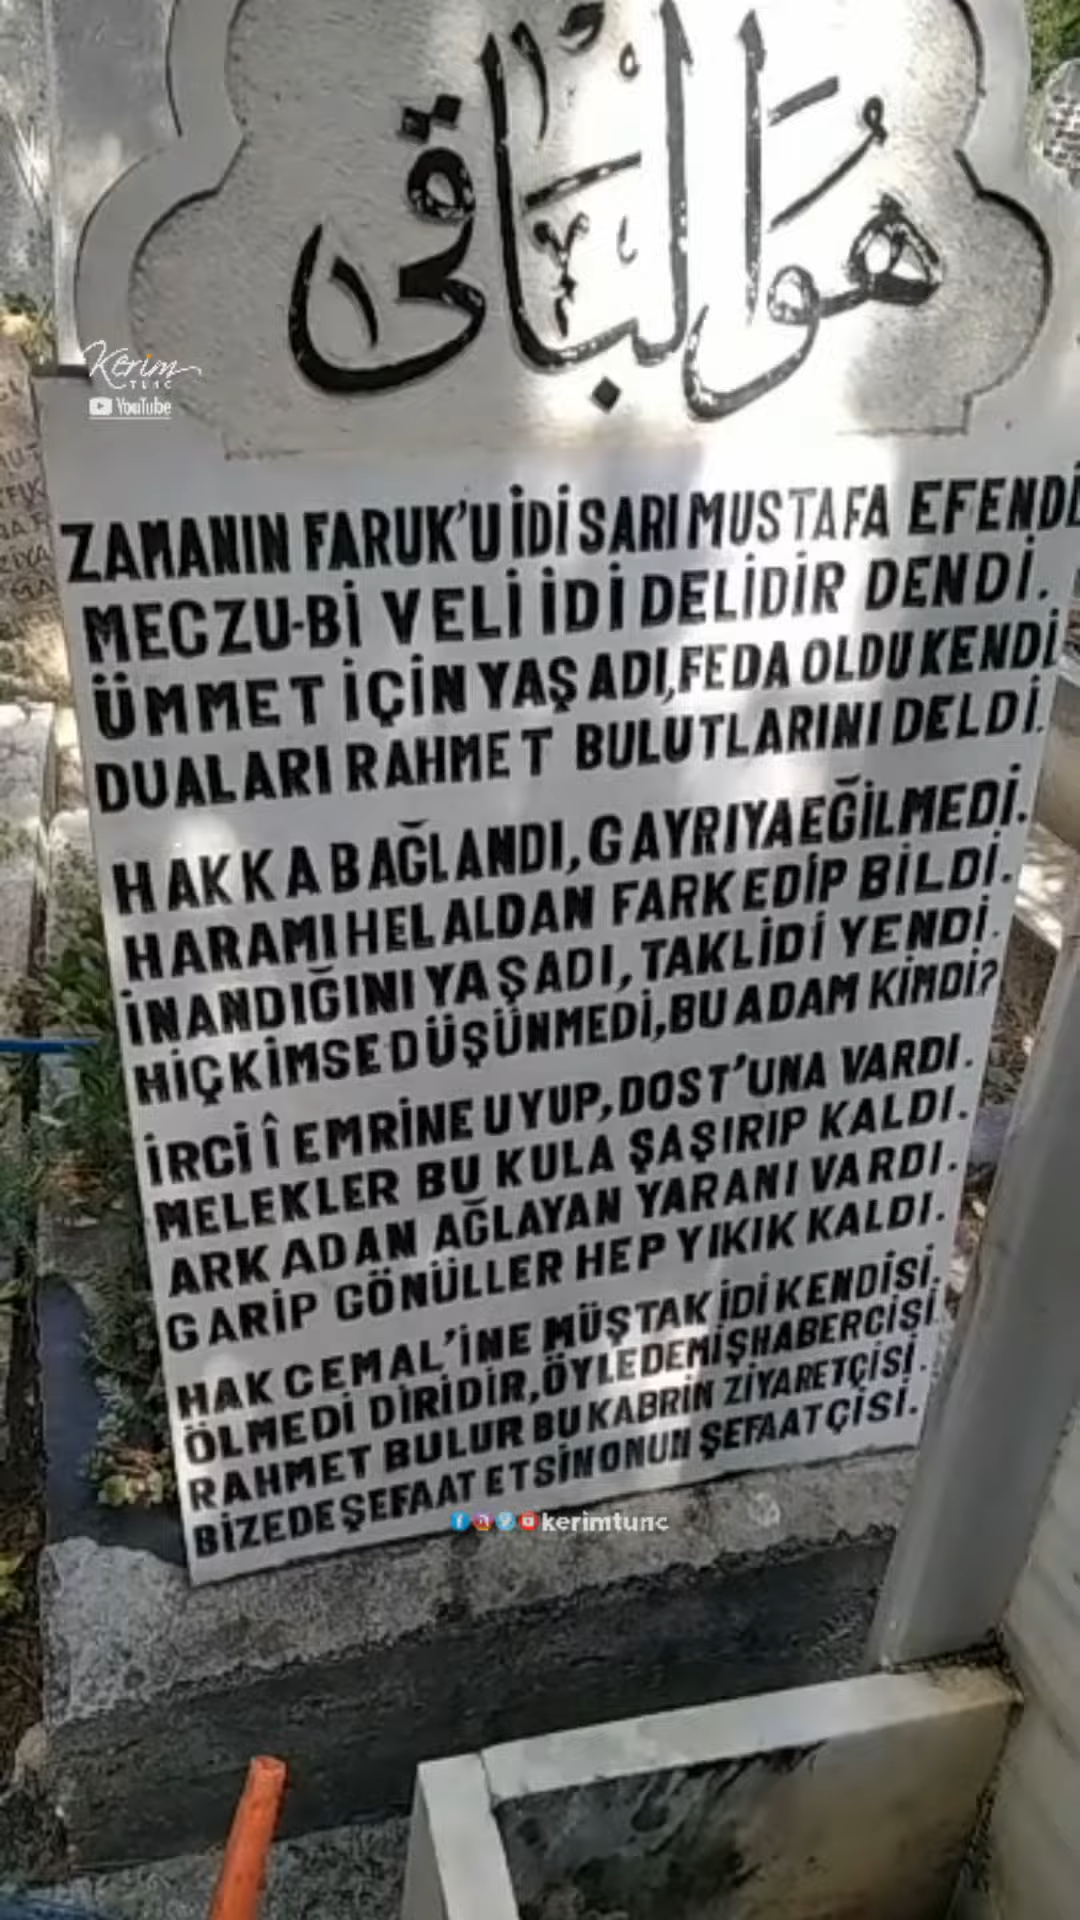 هُوَ الْبَاقِي
Kerim
TUNÇ
YouTube
ZAMANIN FARUK'U İDİ SARI MUSTAFA EFENDİ
MECZU-Bİ VELİ İDİ DELİDİR DENDİ.
ÜMMET İÇİN YAŞADI, FEDA OLDU KENDİ
DUALARI RAHMET BULUTLARINI DELDİ.
HAKKA BAĞLANDI, GAYRIYA EĞİLMEDİ.
HARAMI HELALDAN FARK EDİP BİLDİ.
İNANDIĞINI YAŞADI, TAKLİDİ YENDİ.
HİÇ KİMSE DÜŞÜNMEDİ, BU ADAM KİMDİ?
İRCİ Î EMRİNE UYUP, DOST'UNA VARDI.
MELEKLER BU KULA ŞAŞIRIP KALDI.
ARKADAN AĞLAYAN YARANI VARDI.
GARİP GÖNÜLLER HEP YIKIK KALDI.
HAK CEMAL'İNE MÜŞTAK İDİ KENDİSİ.
ÖLMEDİ DİRİDİR, ÖYLE DEMİŞ HABERCİSİ.
RAHMET BULUR BU KABRİN ZİYARETÇİSİ.
BİZEDE ŞEFAAT ETSİN ONUN ŞEFAATÇİSİ.
kerimtunc